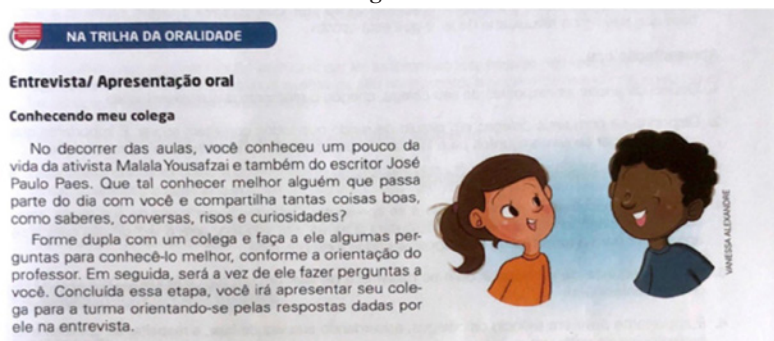 NA TRILHA DA ORALIDADE
Entrevista/ Apresentação oral
Conhecendo meu colega
No decorrer das aulas, você conheceu um pouco da
vida da ativista Malala Yousafzai e também do escritor José
Paulo Paes. Que tal conhecer melhor alguém que passa
parte do dia com você e compartilha tantas coisas boas,
como saberes, conversas, risos e curiosidades?
Forme dupla com um colega e faça a ele algumas per-
guntas para conhecê-lo melhor, conforme a orientação do
professor. Em seguida, será a vez de ele fazer perguntas a
você. Concluída essa etapa, você irá apresentar seu cole-
ga para a turma orientando-se pelas respostas dadas por
ele na entrevista.
VANESSA ALEXANDRE